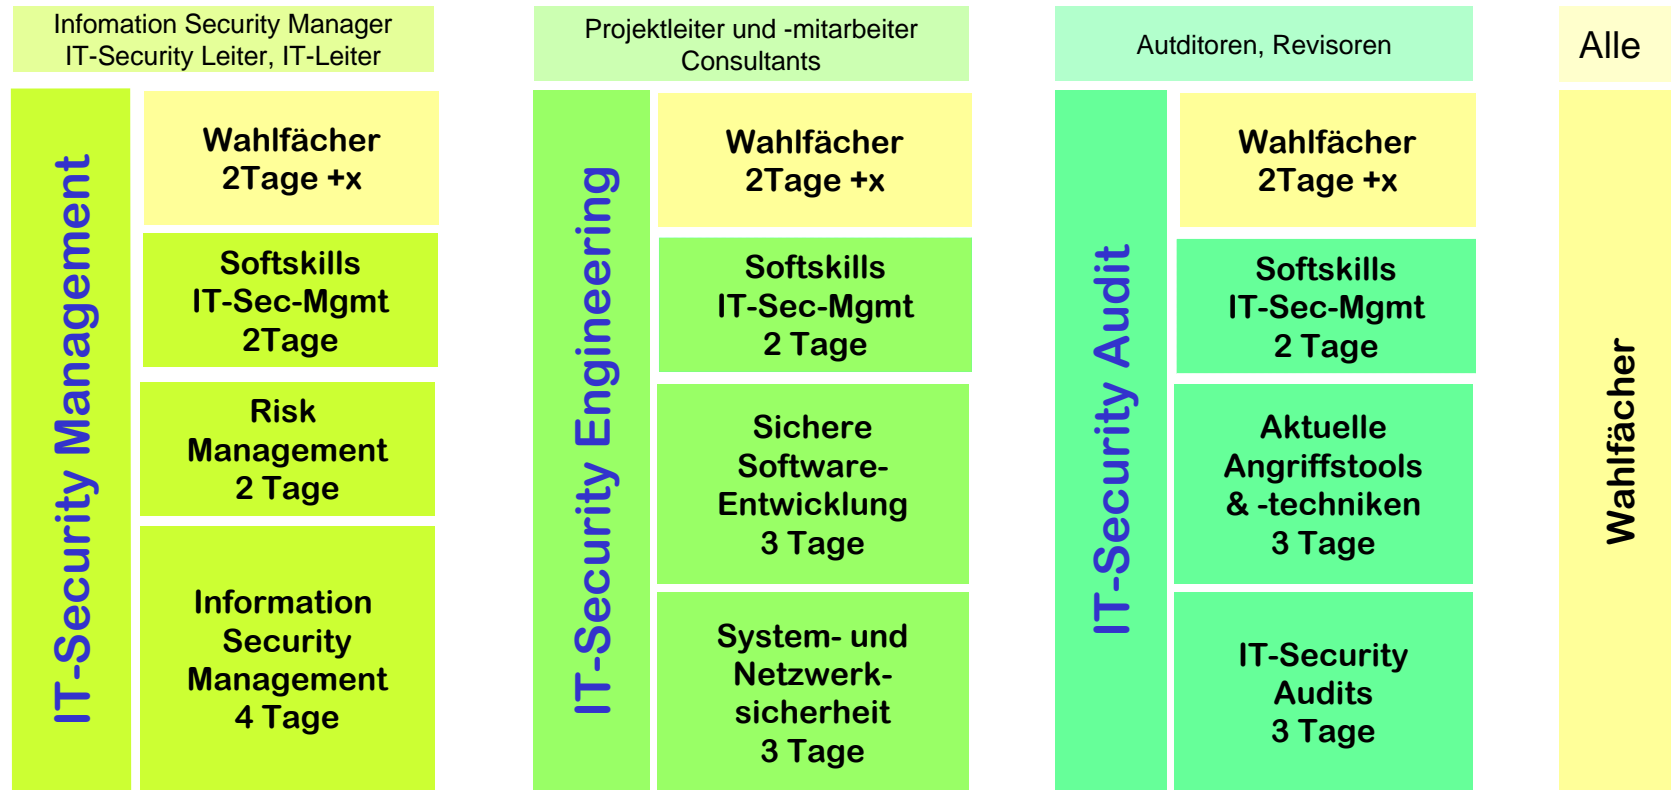 Infomation Security Manager
IT-Security Leiter, IT-Leiter
IT-Security Management
Wahlfächer
2Tage +x
Softskills
IT-Sec-Mgmt
2Tage
Risk
Management
2 Tage
Information
Security
Management
4 Tage
Projektleiter und -mitarbeiter
Consultants
IT-Security Engineering
Wahlfächer
2Tage +x
Softskills
IT-Sec-Mgmt
2 Tage
Sichere
Software-
Entwicklung
3 Tage
System- und
Netzwerk-
sicherheit
3 Tage
Autditoren, Revisoren
IT-Security Audit
Wahlfächer
2Tage +x
Softskills
IT-Sec-Mgmt
2 Tage
Aktuelle
Angriffstools
& -techniken
3 Tage
IT-Security
Audits
3 Tage
Alle
Wahlfächer